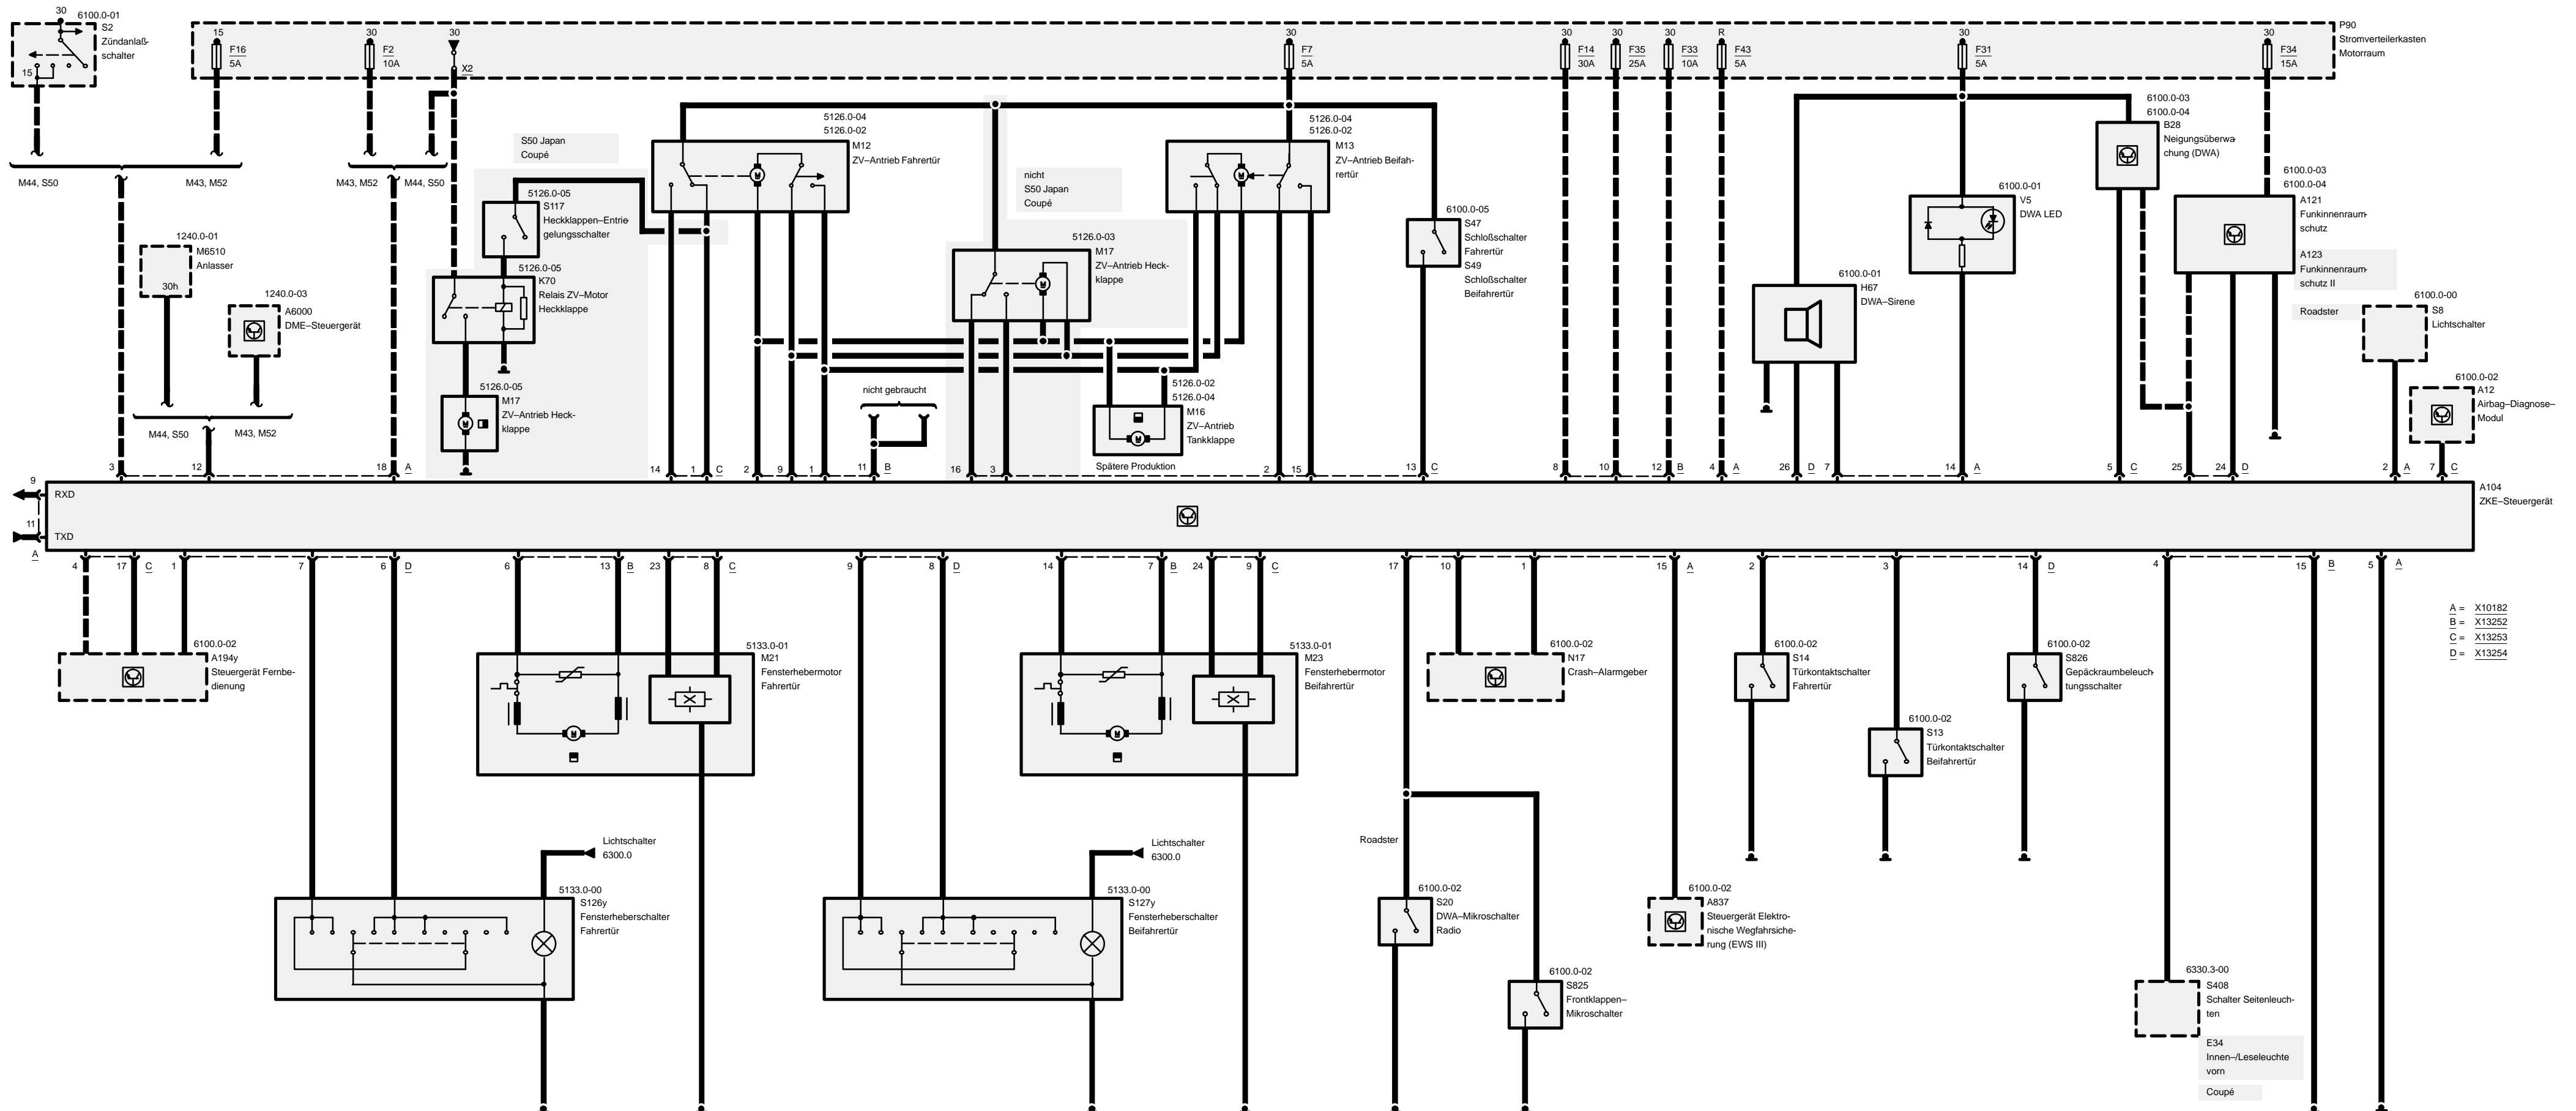 30
6100.0-01
S2
Zündanlaß-
schalter
15
15
F16
5A
30
F2
10A
30
X2
30
F7
5A
30
F14
30A
30
F35
25A
30
F33
10A
R
F43
5A
30
F31
5A
30
F34
15A
P90
Stromverteilerkasten
Motorraum
M44, S50
M43, M52
M43, M52
M44, S50
S50 Japan
Coupé
5126.0-04
5126.0-02
M12
ZV–Antrieb Fahrertür
nicht
S50 Japan
Coupé
5126.0-04
5126.0-02
M13
ZV–Antrieb Beifah-
rertür
6100.0-03
6100.0-04
B28
Neigungsüberwa-
chung (DWA)
6100.0-03
6100.0-04
A121
Funkinnenraum-
schutz
A123
Funkinnenraum-
schutz II
Roadster
5126.0-05
S117
Heckklappen–Entrie-
gelungsschalter
5126.0-05
K70
Relais ZV–Motor
Heckklappe
5126.0-05
M17
ZV–Antrieb Heck-
klappe
1240.0-01
M6510
Anlasser
30h
1240.0-03
A6000
DME–Steuergerät
M44, S50
M43, M52
5126.0-03
M17
ZV–Antrieb Heck-
klappe
6100.0-05
S47
Schloßschalter
Fahrertür
S49
Schloßschalter
Beifahrertür
6100.0-01
V5
DWA LED
6100.0-01
H67
DWA–Sirene
6100.0-00
S8
Lichtschalter
6100.0-02
A12
Airbag–Diagnose–
Modul
nicht gebraucht
5126.0-02
5126.0-04
M16
ZV–Antrieb
Tankklappe
Spätere Produktion
3
12
18
A
14
1
C
2
9
1
11
B
16
3
2
15
13
C
8
10
12
B
4
A
26
D
7
14
A
5
C
25
24
D
2
A
7
C
9
RXD
11
TXD
A
A104
ZKE–Steuergerät
4
17
C
1
7
6
D
6
13
B
23
8
C
9
8
D
14
7
B
24
9
C
17
10
1
15
A
2
3
14
D
4
15
B
5
A
A = X10182
B = X13252
C = X13253
D = X13254
6100.0-02
A194y
Steuergerät Fernbe-
dienung
5133.0-01
M21
Fensterhebermotor
Fahrertür
5133.0-01
M23
Fensterhebermotor
Beifahrertür
6100.0-02
N17
Crash–Alarmgeber
6100.0-02
S14
Türkontaktschalter
Fahrertür
6100.0-02
S13
Türkontaktschalter
Beifahrertür
6100.0-02
S826
Gepäckraumbeleuch-
tungsschalter
Lichtschalter
6300.0
Lichtschalter
6300.0
Roadster
5133.0-00
S126y
Fensterheberschalter
Fahrertür
5133.0-00
S127y
Fensterheberschalter
Beifahrertür
6100.0-02
S20
DWA–Mikroschalter
Radio
6100.0-02
S825
Frontklappen–
Mikroschalter
6100.0-02
A837
Steuergerät Elektro-
nische Wegfahrsiche-
rung (EWS III)
6330.3-00
S408
Schalter Seitenleuch-
ten
E34
Innen–/Leseleuchte
vorn
Coupé